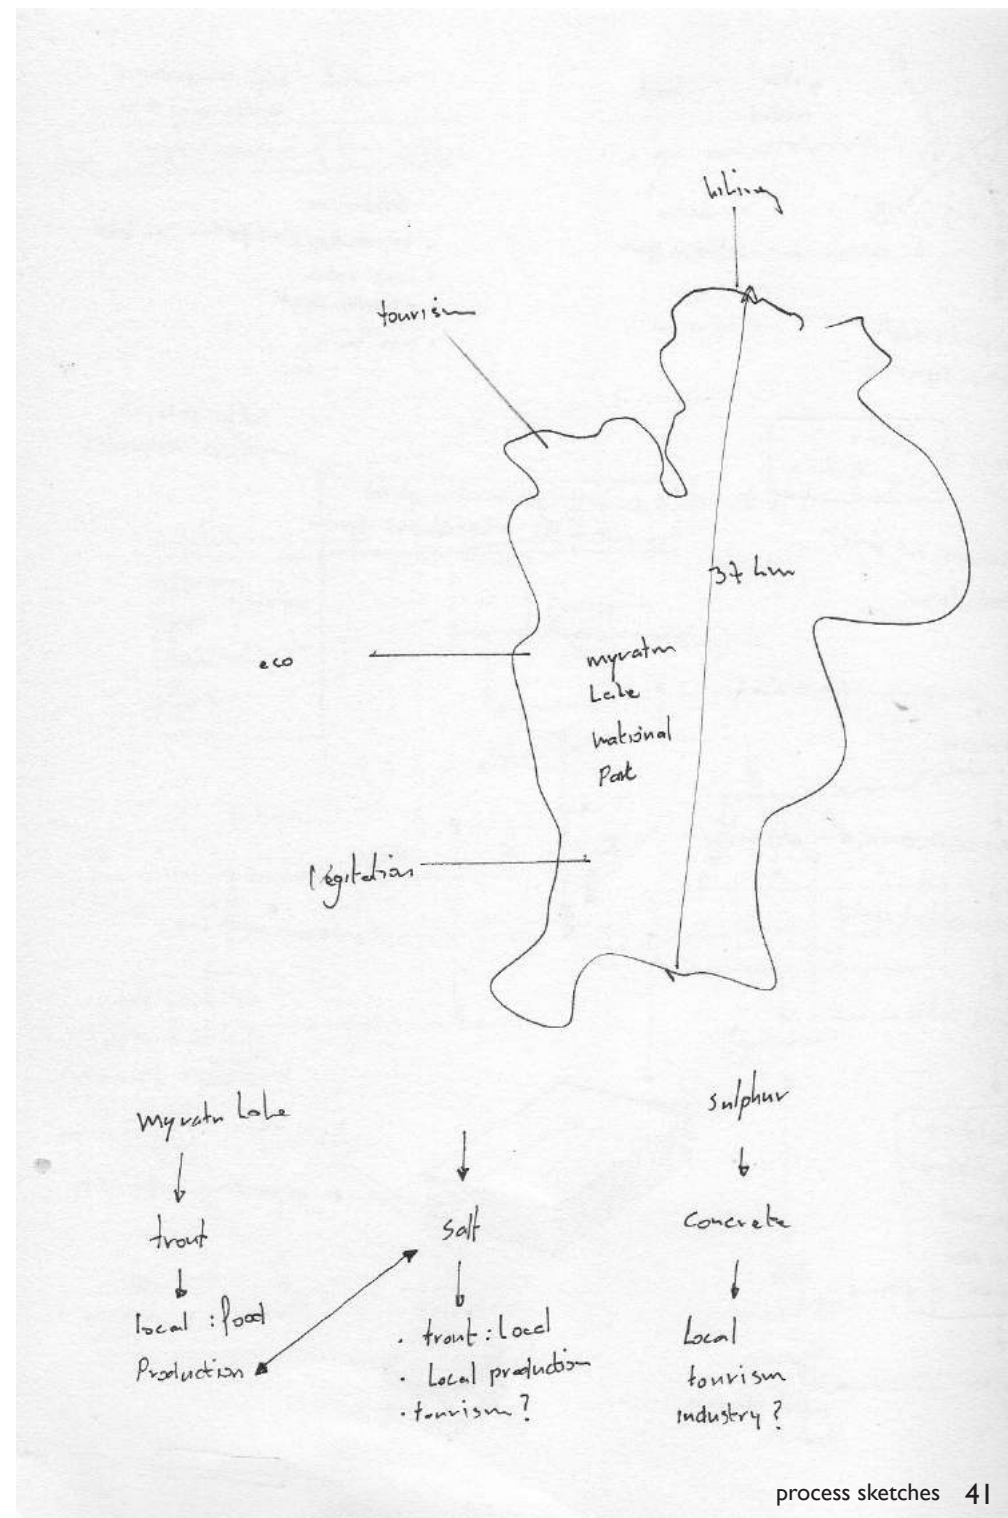 hiking
tourism
37 km
eco
myvatn
Lake
national
Park
Végitation
myvatn Lake
sulphur
trout
salt
concrete
local : food
Production
. trout : Local
. Local production
. tourism ?
Local
tourism
industry ?
process sketches 41